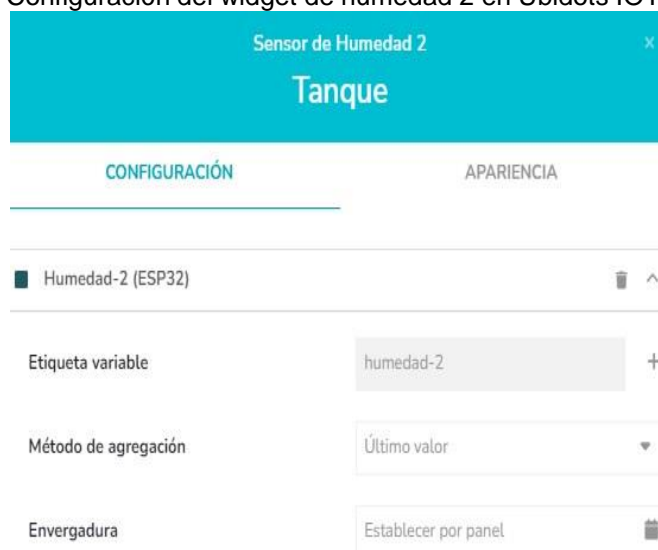 Configuración del widget de humedad 2 en Ubidots IOT
Sensor de Humedad 2
x
Tanque
CONFIGURACIÓN
APARIENCIA
Humedad-2 (ESP32)
Etiqueta variable
humedad-2
+
Método de agregación
Último valor
Envergadura
Establecer por panel